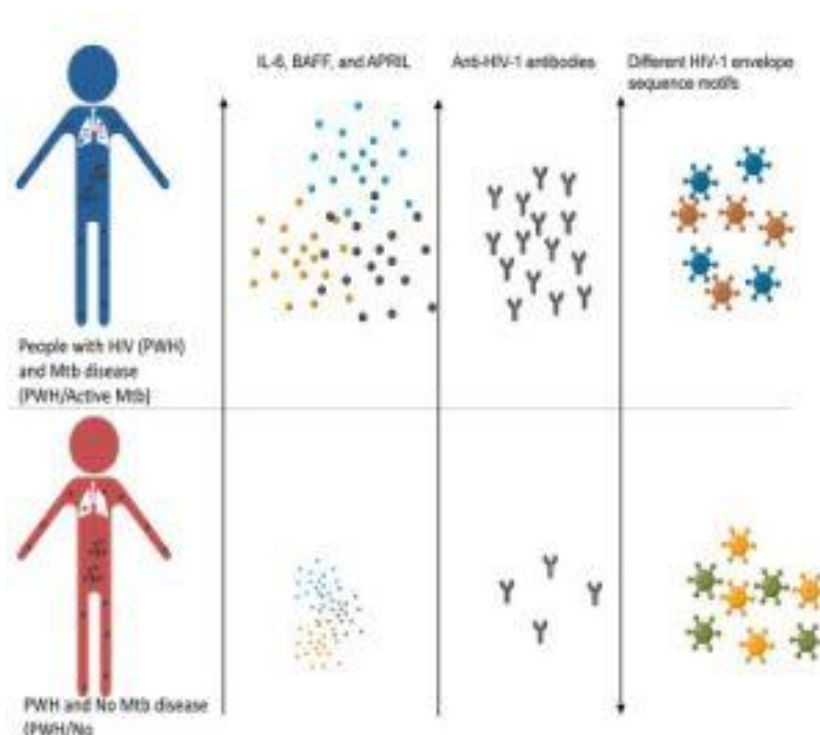 IL-6, BAFF, and APRIL
Anti-HIV-1 antibodies
Different HIV-1 envelope
sequence motifs
People with HIV (PWH)
and Mtb disease
(PWH/Active Mtb)
PWH and No Mtb disease
(PWH/No